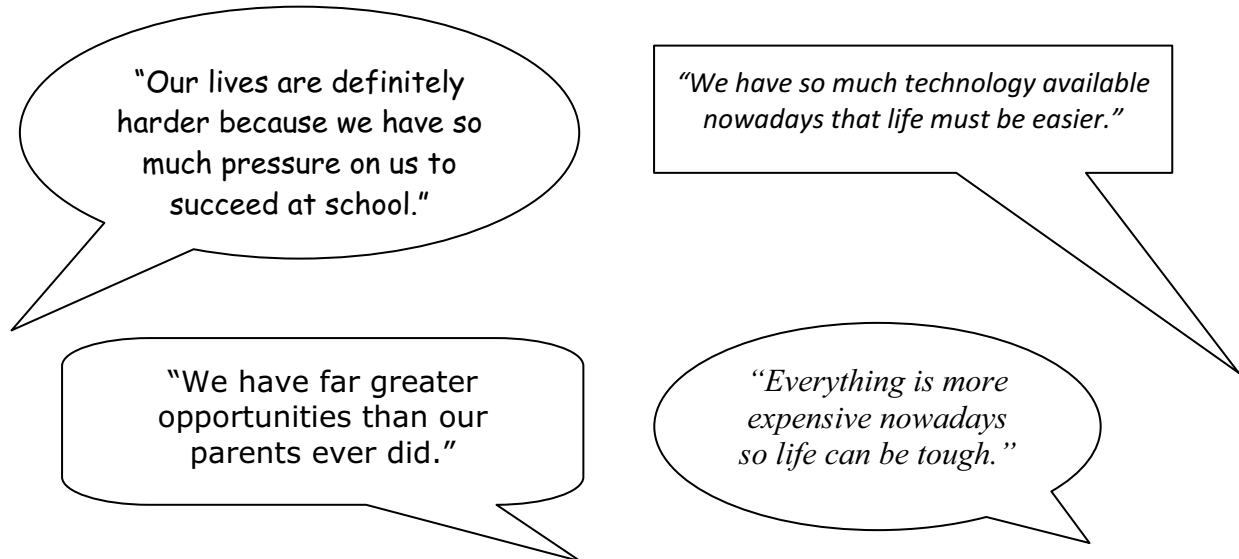 “Our lives are definitely
harder because we have so
much pressure on us to
succeed at school.”
“We have so much technology available
nowadays that life must be easier.”
“We have far greater
opportunities than our
parents ever did.”
“Everything is more
expensive nowadays
so life can be tough.”